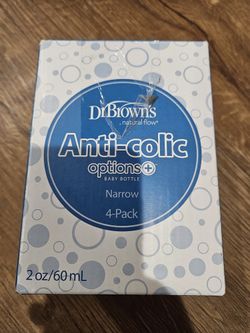 Dr.Brown's
natural flow®
Anti-colic
options+
BABY BOTTLE
Narrow
4-Pack
2 oz/60 mL